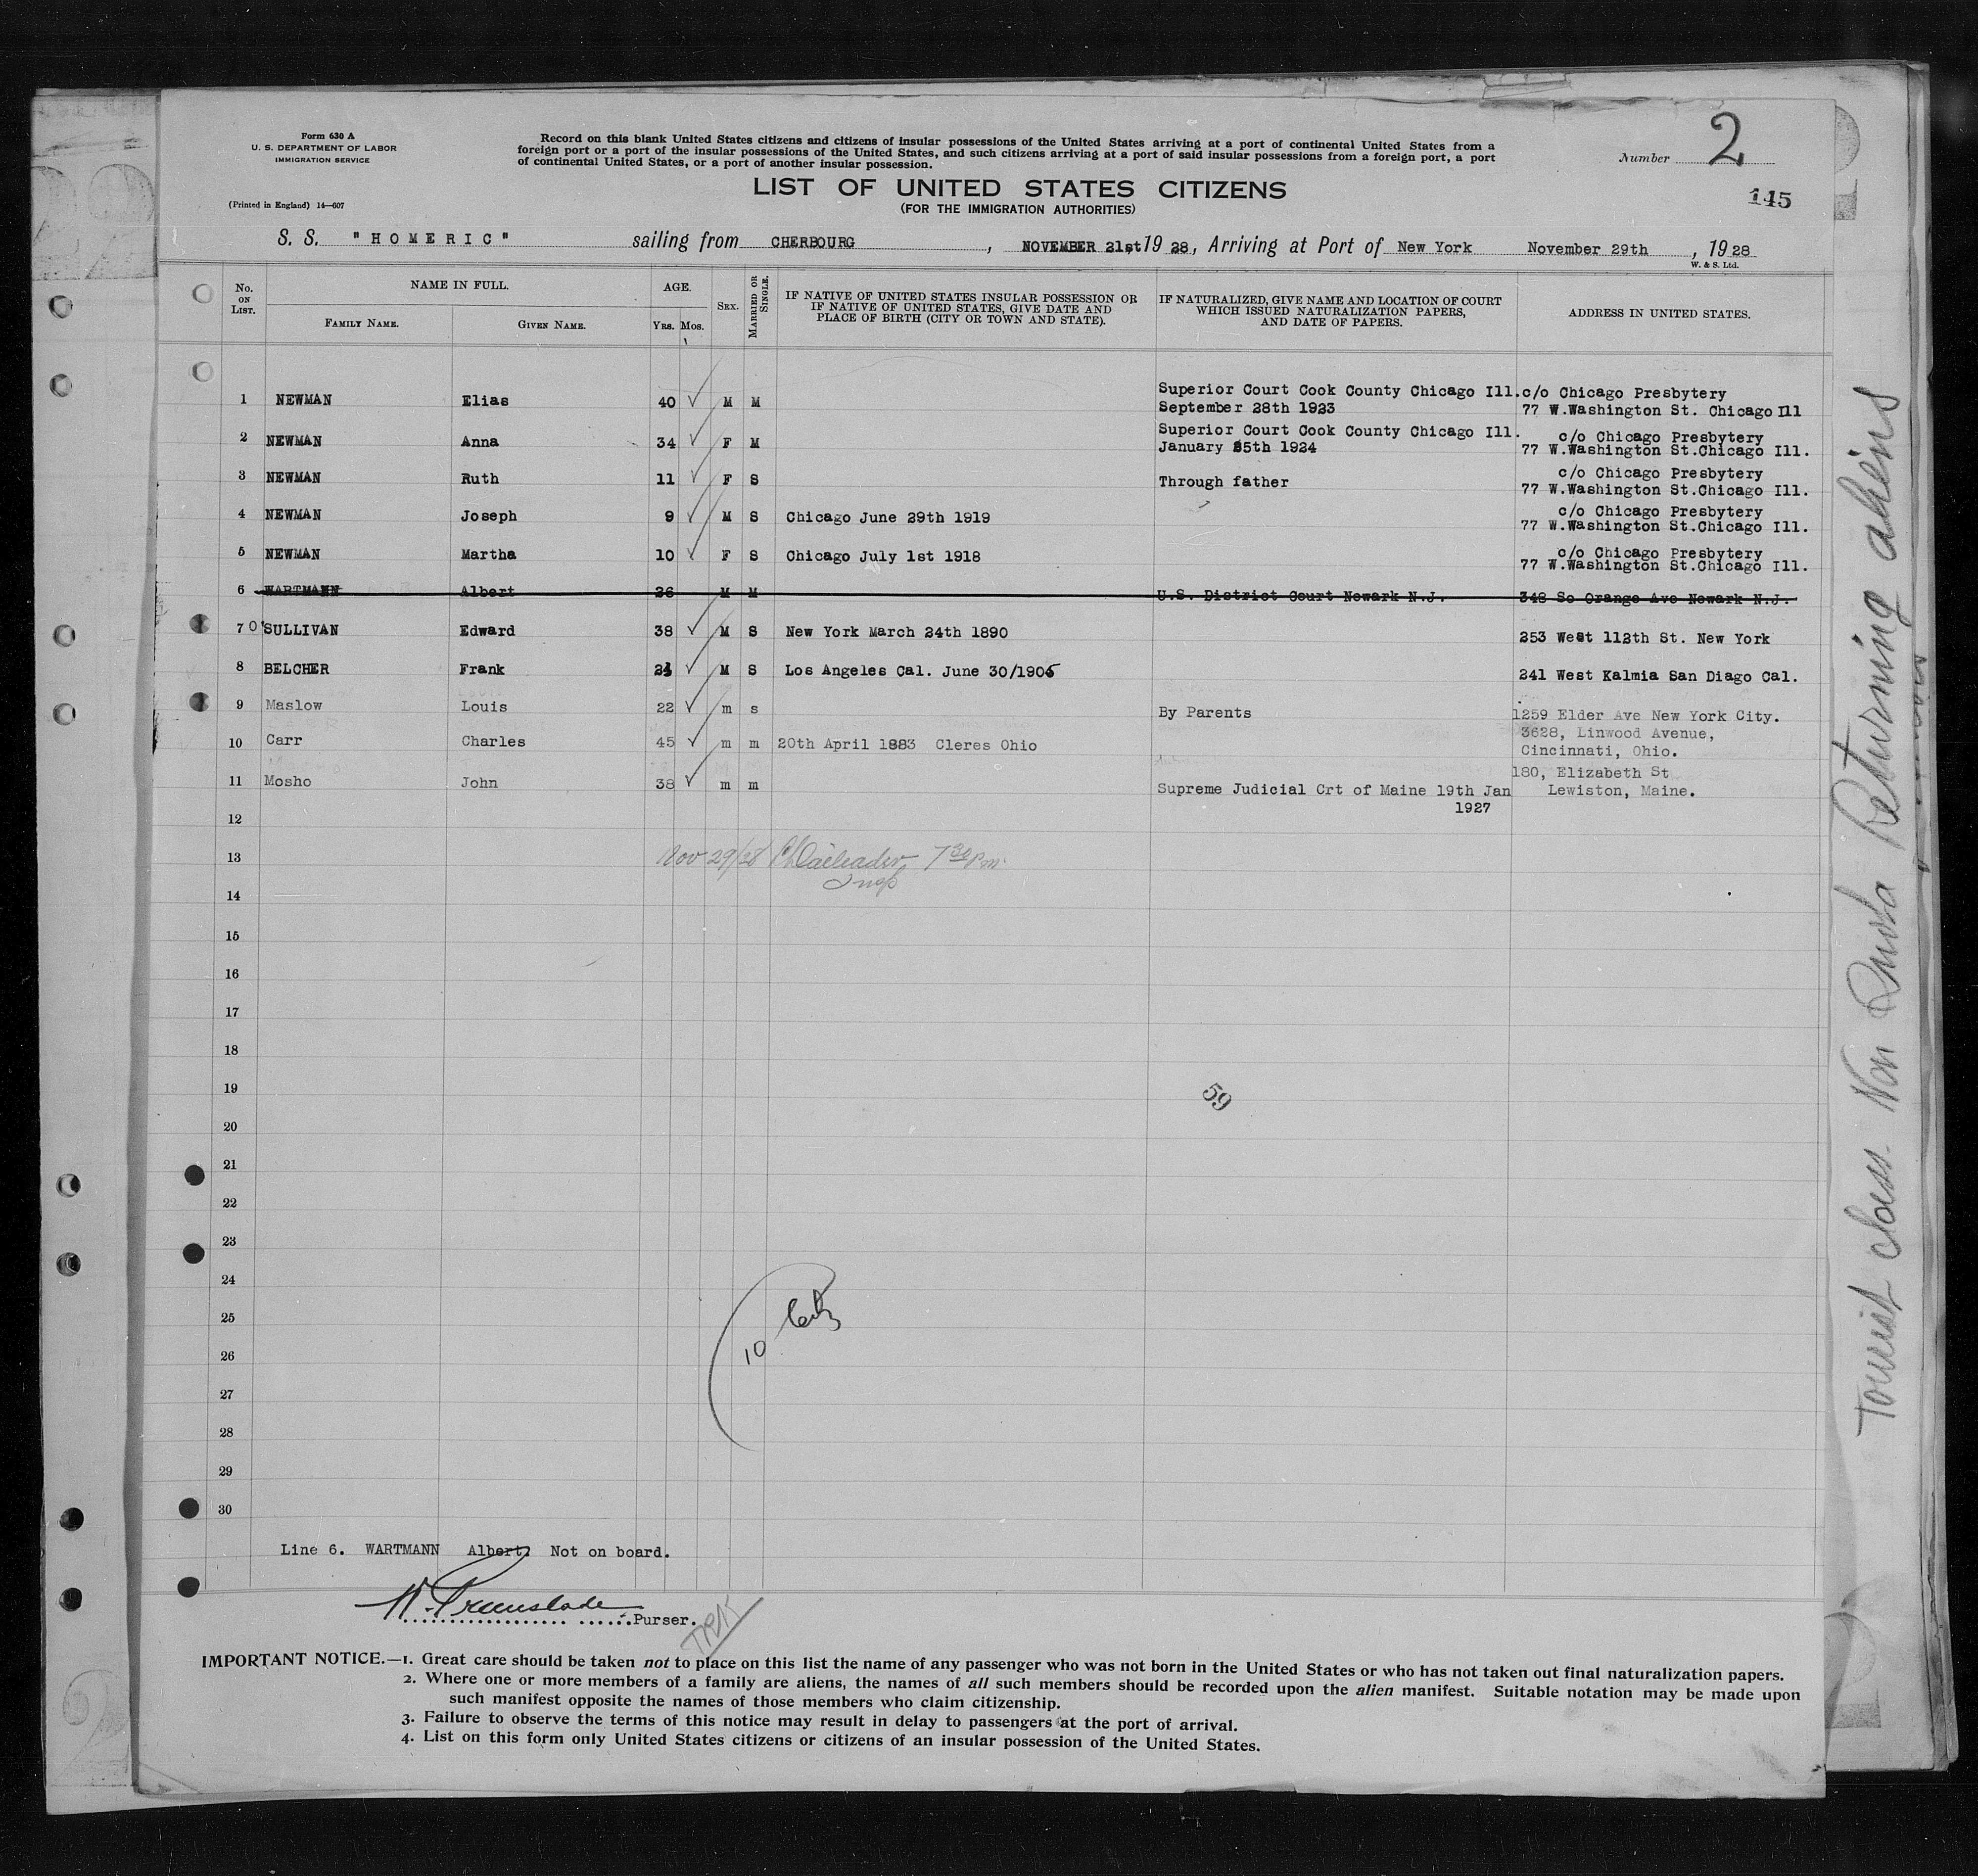 Form 630 A
U. S. DEPARTMENT OF LABOR
IMMIGRATION SERVICE
(Printed in England) 14—607
Record on this blank United States citizens and citizens of insular possessions of the United States arriving at a port of continental United States from a
foreign port or a port of the insular possessions of the United States, and such citizens arriving at a port of said insular possessions from a foreign port, a port
of continental United States, or a port of another insular possession.
Number 2
145
LIST OF UNITED STATES CITIZENS
(FOR THE IMMIGRATION AUTHORITIES)
S. S. "HOMERIC" sailing from CHERBOURG, NOVEMBER 21st, 19 28, Arriving at Port of New York November 29th, 19 28
W. & S. Ltd.
No. ON LIST. NAME IN FULL. FAMILY NAME. GIVEN NAME. AGE. YRS. MOS. SEX. MARRIED OR SINGLE. IF NATIVE OF UNITED STATES INSULAR POSSESSION OR IF NATIVE OF UNITED STATES, GIVE DATE AND PLACE OF BIRTH (CITY OR TOWN AND STATE). IF NATURALIZED, GIVE NAME AND LOCATION OF COURT WHICH ISSUED NATURALIZATION PAPERS, AND DATE OF PAPERS. ADDRESS IN UNITED STATES.
1 NEWMAN Elias 40 M M Superior Court Cook County Chicago Ill. September 28th 1923 c/o Chicago Presbytery 77 W.Washington St. Chicago Ill
2 NEWMAN Anna 34 F M Superior Court Cook County Chicago Ill. January 25th 1924 c/o Chicago Presbytery 77 W.Washington St.Chicago Ill.
3 NEWMAN Ruth 11 F S Through father c/o Chicago Presbytery 77 W.Washington St.Chicago Ill.
4 NEWMAN Joseph 9 M S Chicago June 29th 1919 c/o Chicago Presbytery 77 W.Washington St.Chicago Ill.
5 NEWMAN Martha 10 F S Chicago July 1st 1918 c/o Chicago Presbytery 77 W.Washington St.Chicago Ill.
6 WARTMANN Albert 26 M M U.S. District Court Newark N.J. 348 So Orange Ave Newark N.J.
7 0 SULLIVAN Edward 38 M S New York March 24th 1890 253 West 112th St. New York
8 BELCHER Frank M S Los Angeles Cal. June 30/1905 241 West Kalmia San Diago Cal.
9 Maslow Louis 22 m s By Parents 1259 Elder Ave New York City.
10 Carr Charles 45 m m 20th April 1883 Cleres Ohio 3628, Linwood Avenue, Cincinnati, Ohio.
11 Mosho John 38 m m Supreme Judicial Crt of Maine 19th Jan 1927 180, Elizabeth St Lewiston, Maine.
12
13 Nov 29/28 7 30 Pm
Insp
14
15
16
17
18
19
59
20
21
22
23
24
25
10
26
27
28
29
30
Line 6. WARTMANN Albert. Not on board.
Purser.
IMPORTANT NOTICE.—1. Great care should be taken not to place on this list the name of any passenger who was not born in the United States or who has not taken out final naturalization papers.
2. Where one or more members of a family are aliens, the names of all such members should be recorded upon the alien manifest. Suitable notation may be made upon
such manifest opposite the names of those members who claim citizenship.
3. Failure to observe the terms of this notice may result in delay to passengers at the port of arrival.
4. List on this form only United States citizens or citizens of an insular possession of the United States.
Tourist class - Non Quota Returning aliens